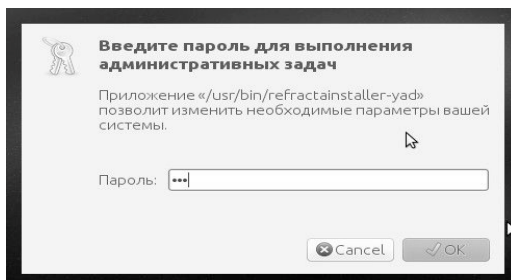 Введите пароль для выполнения
административных задач
Приложение «/usr/bin/refractainstaller-yad»
позволит изменить необходимые параметры вашей
системы.
Пароль: •••
Cancel OK